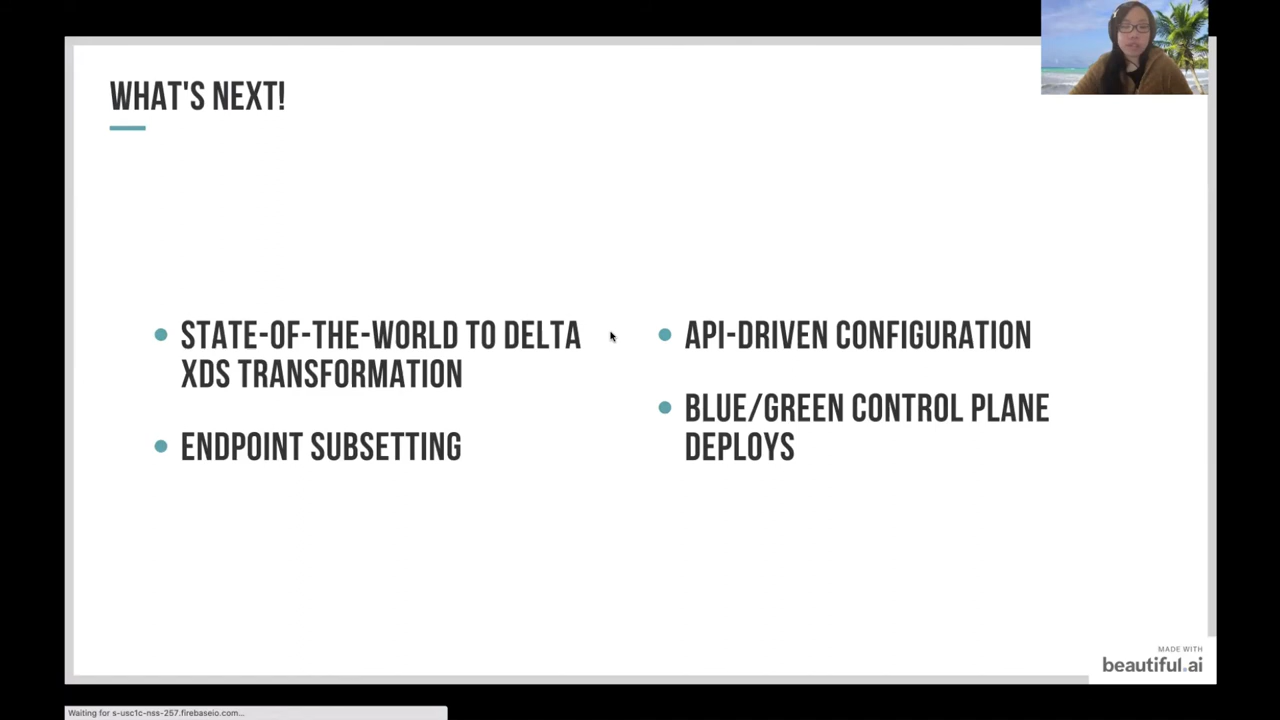 WHAT'S NEXT!
STATE-OF-THE-WORLD TO DELTA
XDS TRANSFORMATION
ENDPOINT SUBSETTING
API-DRIVEN CONFIGURATION
BLUE/GREEN CONTROL PLANE
DEPLOYS
MADE WITH
beautiful.ai
Waiting for s-usc1c-nss-257.firebaseio.com...